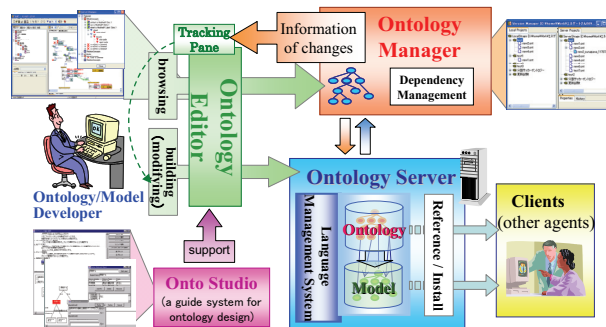 Tracking
Pane
Information
of changes
Ontology
Manager
Dependency
Management
browsing
Ontology
Editor
building
(modifying)
Ontology/Model
Developer
support
Onto Studio
(a guide system for
ontology design)
Ontology Server
Language
Management System
Ontology
Model
Reference / Install
Clients
(other agents)